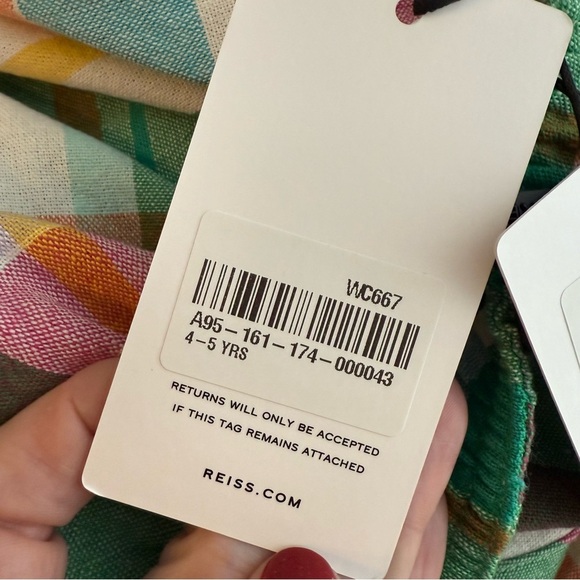 WC667
A95-161-174-000043
4-5 YRS
RETURNS WILL ONLY BE ACCEPTED
IF THIS TAG REMAINS ATTACHED
REISS.COM